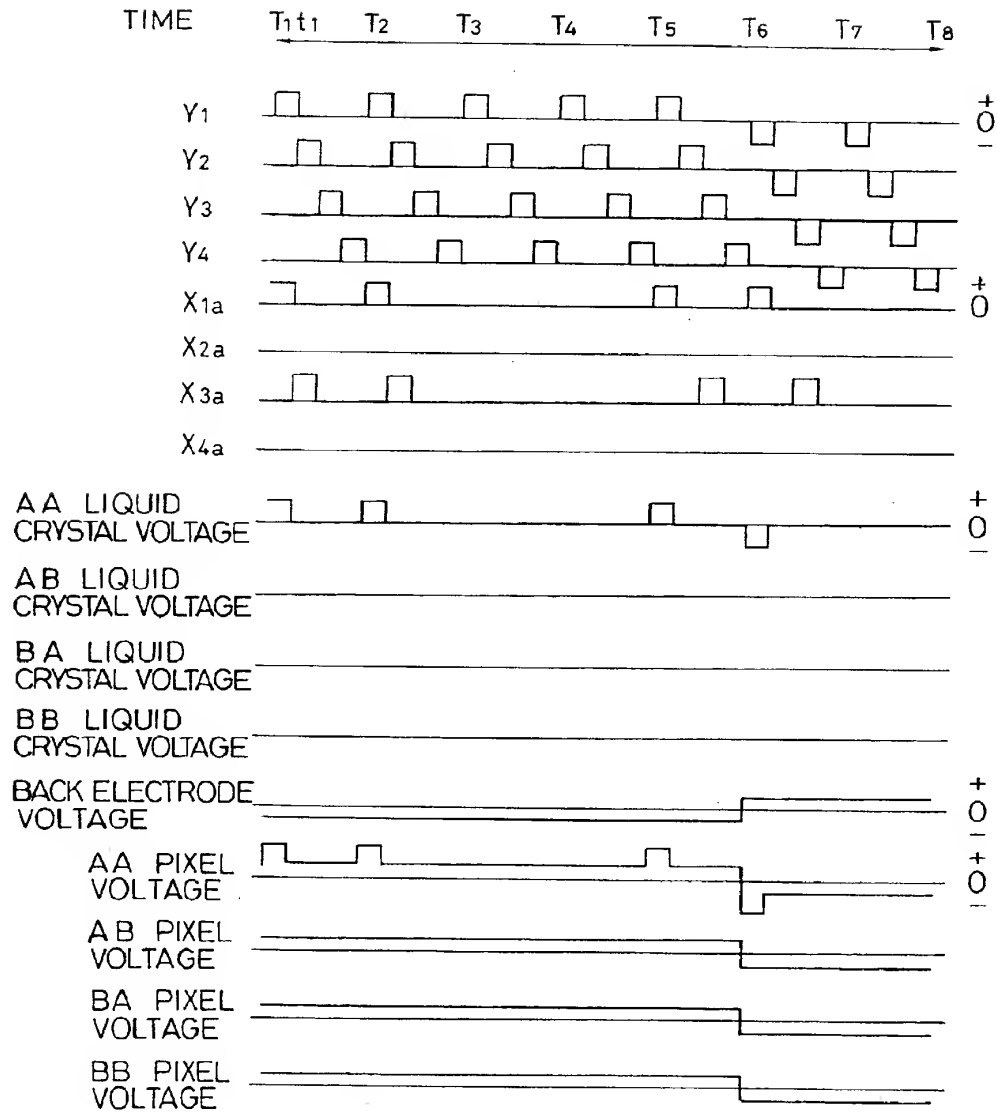 TIME T1 t1 T2 T3 T4 T5 T6 T7 T8
Y1 + 0 −
Y2
Y3
Y4
X1a + 0
X2a
X3a
X4a
AA LIQUID
CRYSTAL VOLTAGE + 0 −
AB LIQUID
CRYSTAL VOLTAGE
BA LIQUID
CRYSTAL VOLTAGE
BB LIQUID
CRYSTAL VOLTAGE
BACK ELECTRODE
VOLTAGE + 0 −
AA PIXEL
VOLTAGE + 0 −
AB PIXEL
VOLTAGE
BA PIXEL
VOLTAGE
BB PIXEL
VOLTAGE